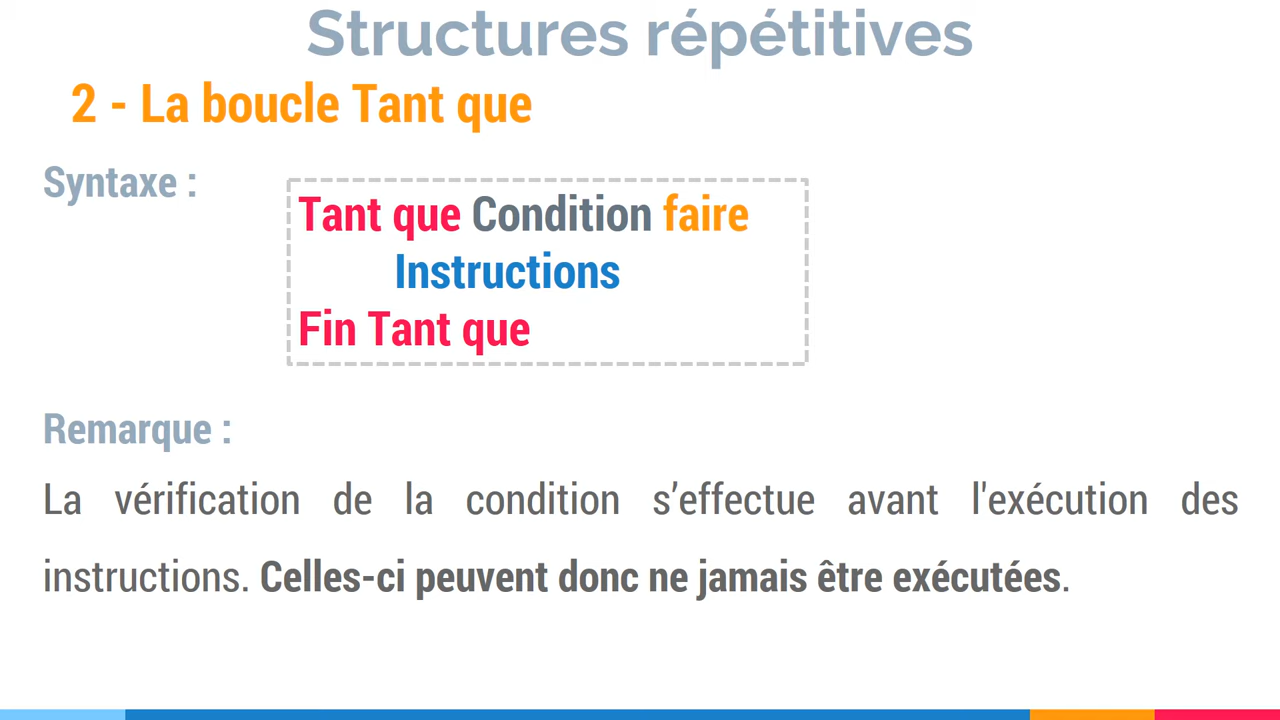 Structures répétitives
2 - La boucle Tant que
Syntaxe :
Tant que Condition faire
Instructions
Fin Tant que
Remarque :
La vérification de la condition s’effectue avant l'exécution des
instructions. Celles-ci peuvent donc ne jamais être exécutées.